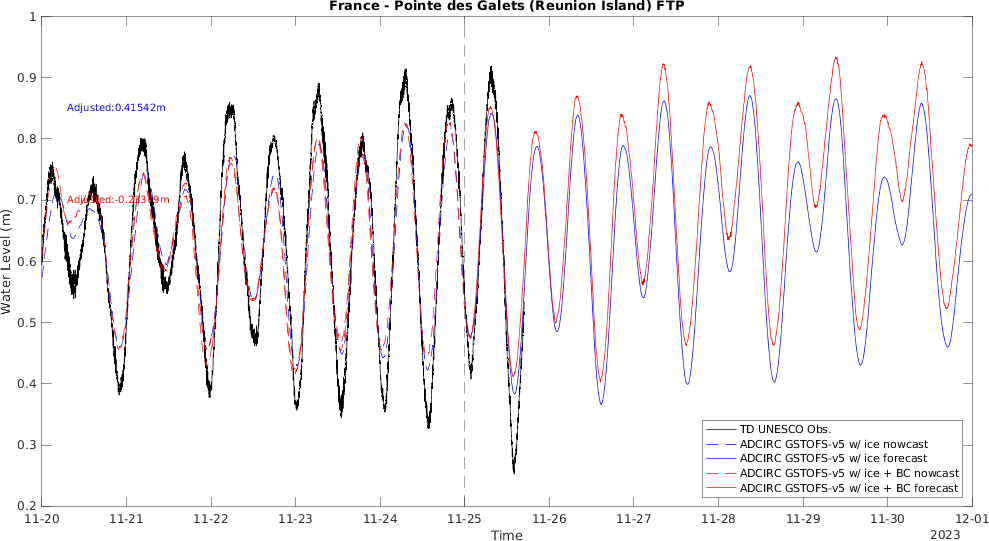 France - Pointe des Galets (Reunion Island) FTP
1
0.9
0.8
0.7
0.6
0.5
0.4
0.3
0.2
Water Level (m)
Adjusted:0.41542m
TD UNESCO Obs.
ADCIRC GSTOFS-v5 w/ ice nowcast
ADCIRC GSTOFS-v5 w/ ice forecast
ADCIRC GSTOFS-v5 w/ ice + BC nowcast
ADCIRC GSTOFS-v5 w/ ice + BC forecast
11-20 11-21 11-22 11-23 11-24 11-25 11-26 11-27 11-28 11-29 11-30 12-01
Time
2023